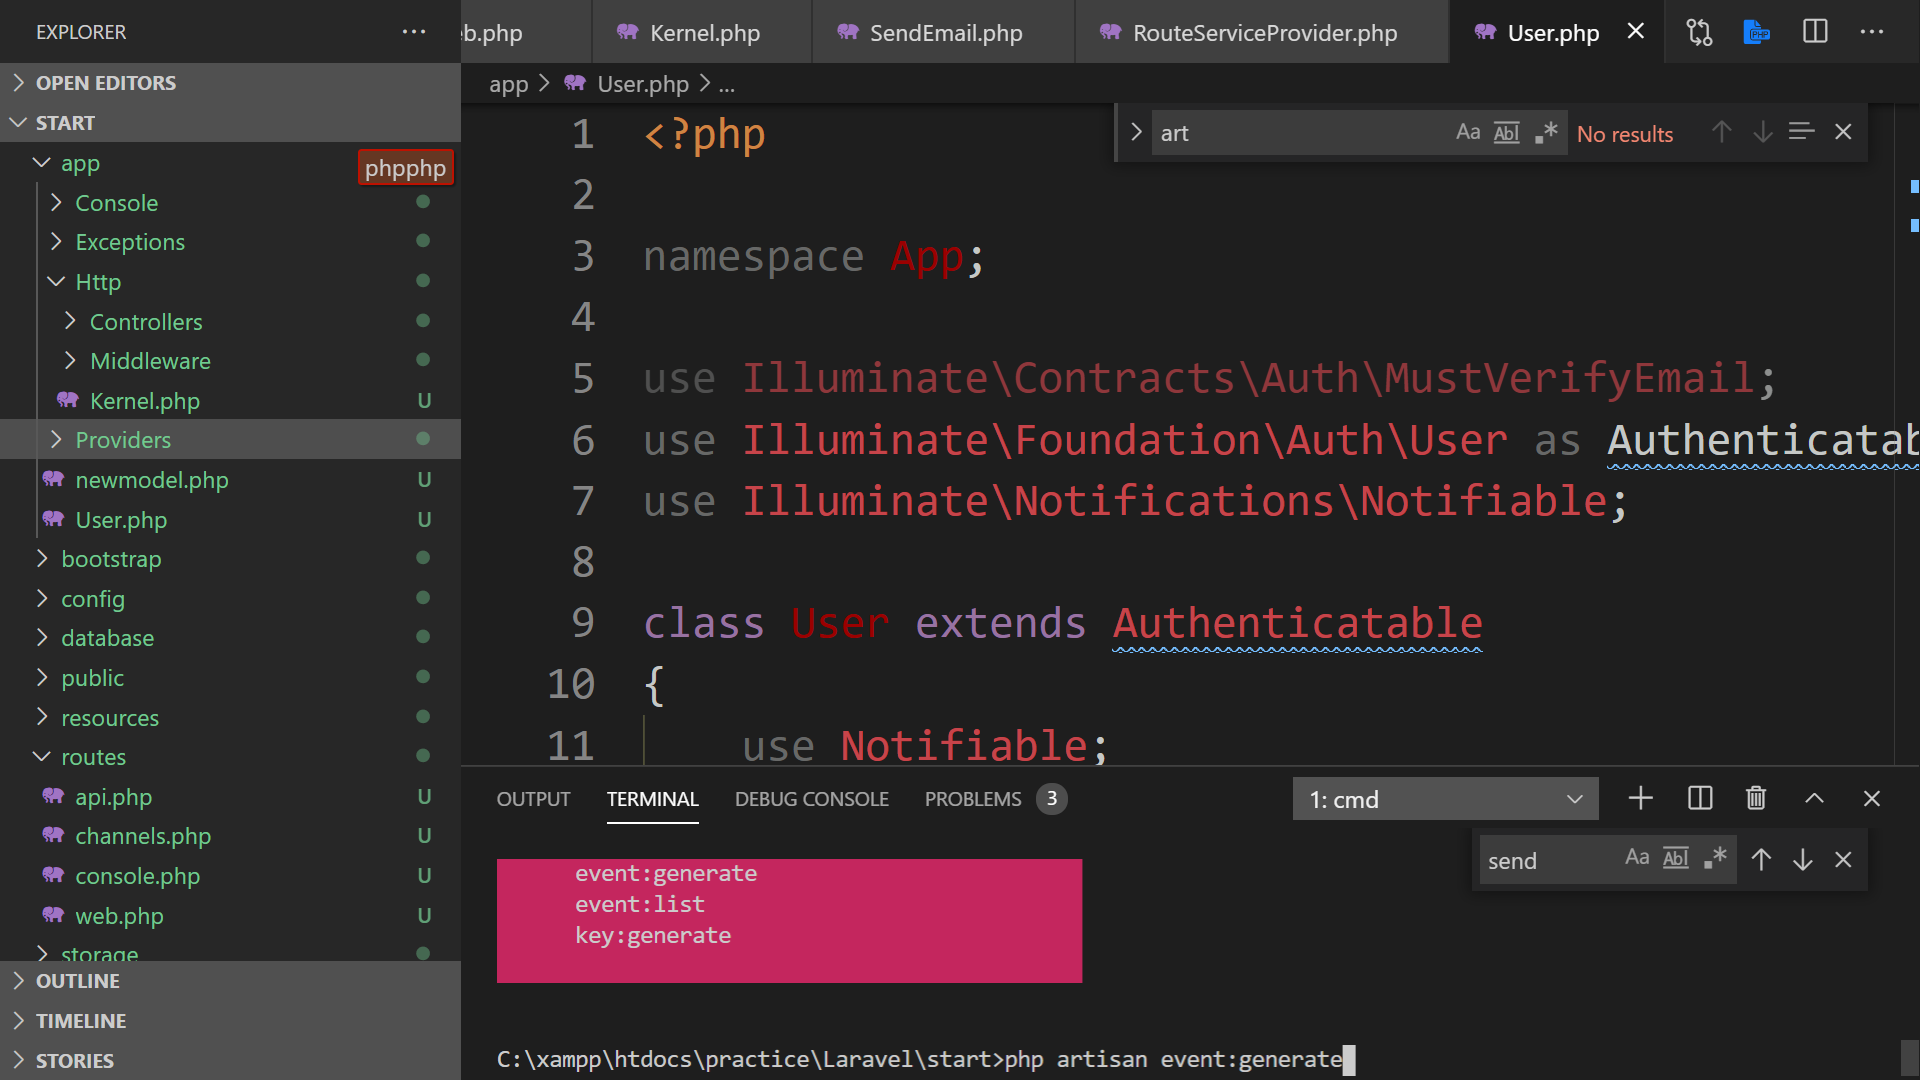 EXPLORER
OPEN EDITORS
START
app
phpphp
Console
Exceptions
Http
Controllers
Middleware
Kernel.php U
Providers
newmodel.php U
User.php U
bootstrap
config
database
public
resources
routes
api.php U
channels.php U
console.php U
web.php U
storage
OUTLINE
TIMELINE
STORIES
b.php Kernel.php SendEmail.php RouteServiceProvider.php User.php
app > User.php > ...
art Aa Abl .* No results
1 <?php
2
3 namespace App;
4
5 use Illuminate\Contracts\Auth\MustVerifyEmail;
6 use Illuminate\Foundation\Auth\User as Authenticatab
7 use Illuminate\Notifications\Notifiable;
8
9 class User extends Authenticatable
10 {
11 use Notifiable;
OUTPUT TERMINAL DEBUG CONSOLE PROBLEMS 3 1: cmd
send Aa Abl .*
event:generate
event:list
key:generate
C:\xampp\htdocs\practice\Laravel\start>php artisan event:generate